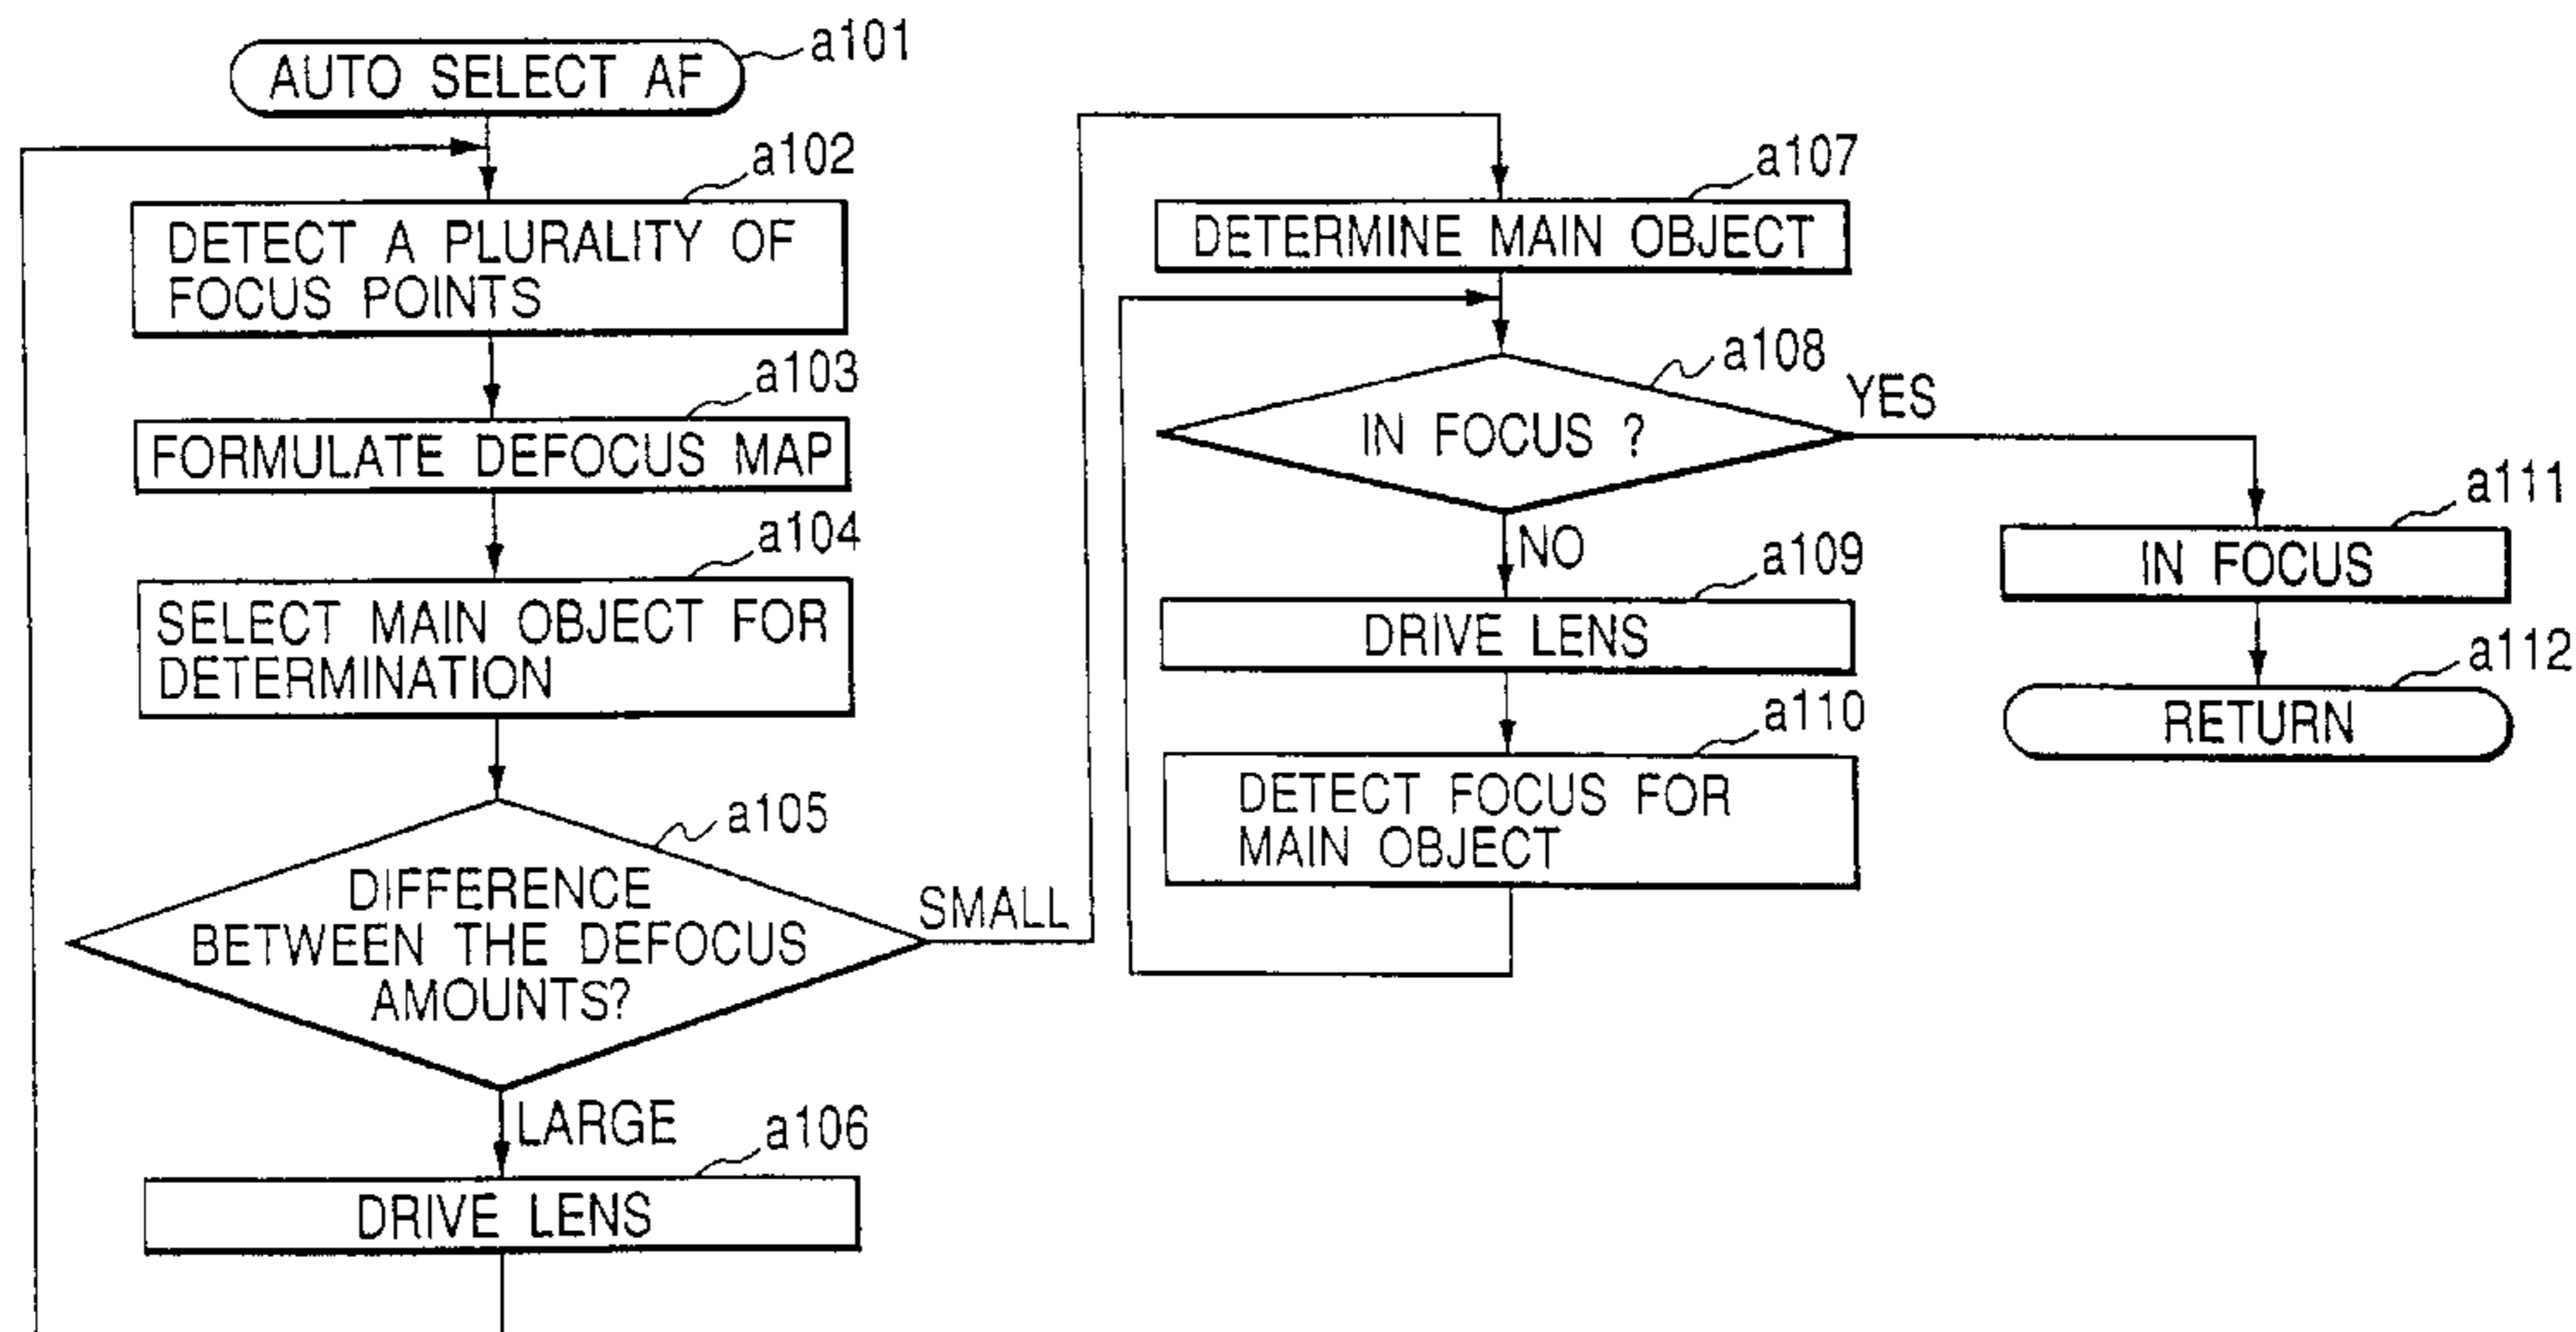 AUTO SELECT AF
a101
a102
DETECT A PLURALITY OF
FOCUS POINTS
a103
FORMULATE DEFOCUS MAP
a104
SELECT MAIN OBJECT FOR
DETERMINATION
a105
DIFFERENCE
BETWEEN THE DEFOCUS
AMOUNTS?
SMALL
LARGE
a106
DRIVE LENS
a107
DETERMINE MAIN OBJECT
a108
IN FOCUS ?
YES
NO
a109
DRIVE LENS
a110
DETECT FOCUS FOR
MAIN OBJECT
a111
IN FOCUS
a112
RETURN